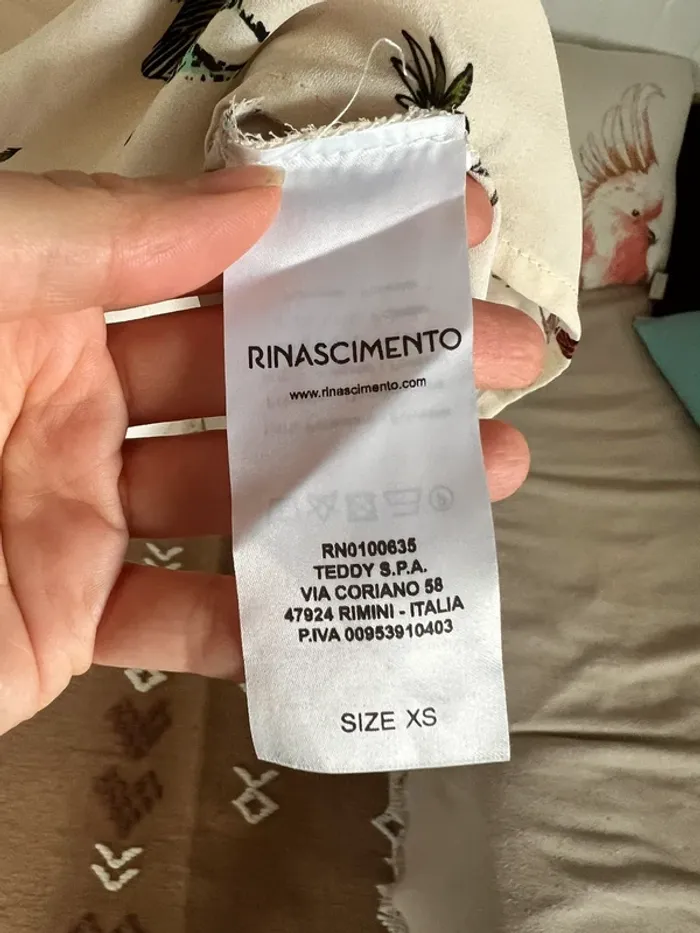 RINASCIMENTO
www.rinascimento.com
RN0100635
TEDDY S.P.A.
VIA CORIANO 58
47924 RIMINI - ITALIA
P.IVA 00953910403
SIZE XS